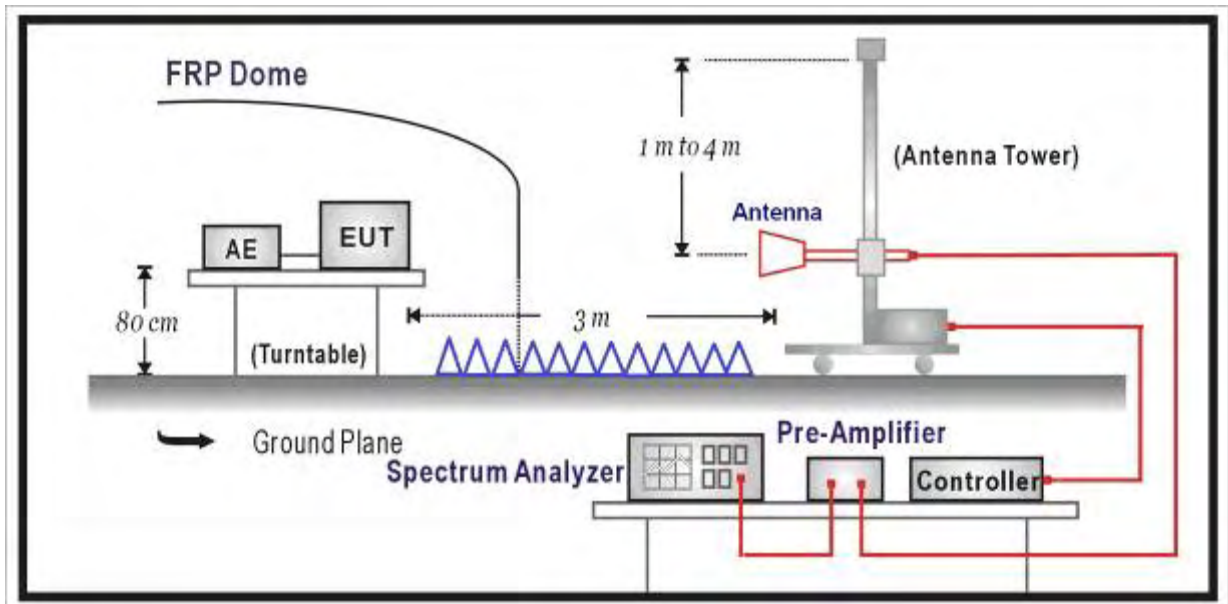 FRP Dome
1 m to 4 m
(Antenna Tower)
Antenna
AE
EUT
80 cm
3 m
(Turntable)
Ground Plane
Spectrum Analyzer
Pre-Amplifier
Controller